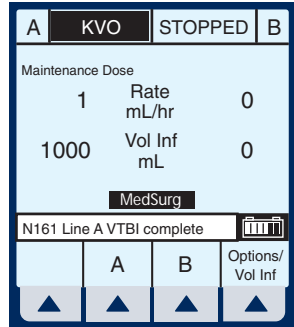 A KVO STOPPED B
Maintenance Dose
1 Rate mL/hr 0
1000 Vol Inf mL 0
MedSurg
N161 Line A VTBI complete
A B Options/ Vol Inf